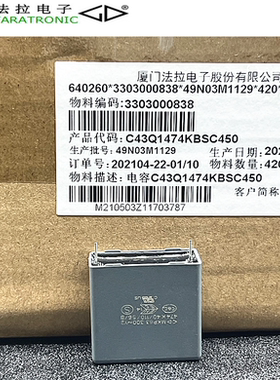 法拉电子
FARATRONIC
厦门法拉电子股份有限公司
640260*3303000838*49N03M1129*4201
物料编码:3303000838
产品代码: C43Q1474KBSC450
生产批号: 49N03M1129
生产日期: 202
订单号: 202104-22-01/10
物料数量: 420
物料描述: 电容C43Q1474KBSC450
客户简称
M210503Z11703787